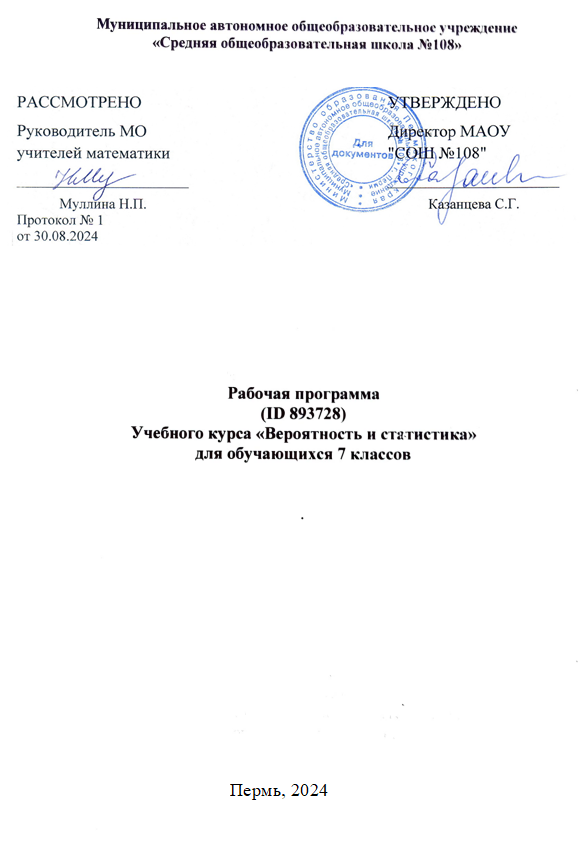 Муниципальное автономное общеобразовательное учреждение
«Средняя общеобразовательная школа №108»
РАССМОТРЕНО
Руководитель МО
учителей математики
Муллина Н.П.
Протокол № 1
от 30.08.2024
УТВЕРЖДЕНО
Директор МАОУ
"СОШ №108"
Казанцева С.Г.
Для
документов
Рабочая программа
(ID 893728)
Учебного курса «Вероятность и статистика»
для обучающихся 7 классов
Пермь, 2024